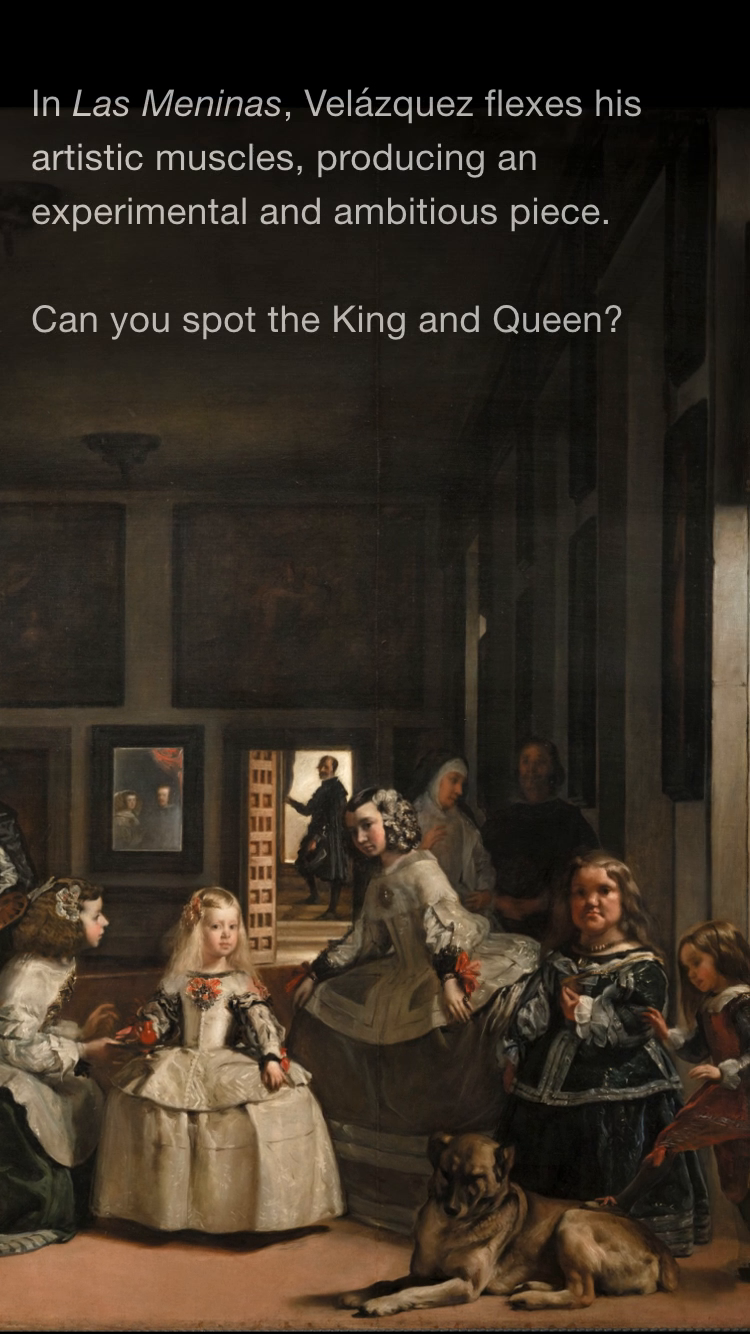 In Las Meninas, Velázquez flexes his
artistic muscles, producing an
experimental and ambitious piece.
Can you spot the King and Queen?